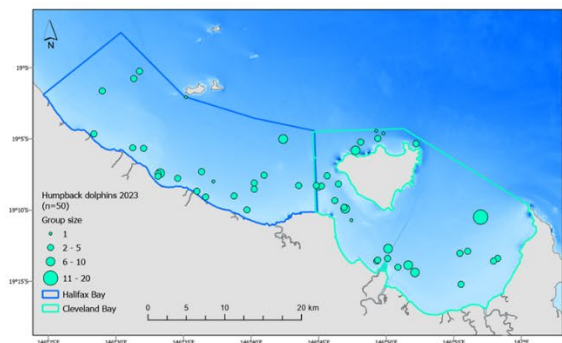 N
19°S
19°5'S
19°10'S
19°15'S
Humpback dolphins 2023
(n=50)
Group size
1
2 - 5
6 - 10
11 - 20
Halifax Bay
Cleveland Bay
0 5 10 20 km